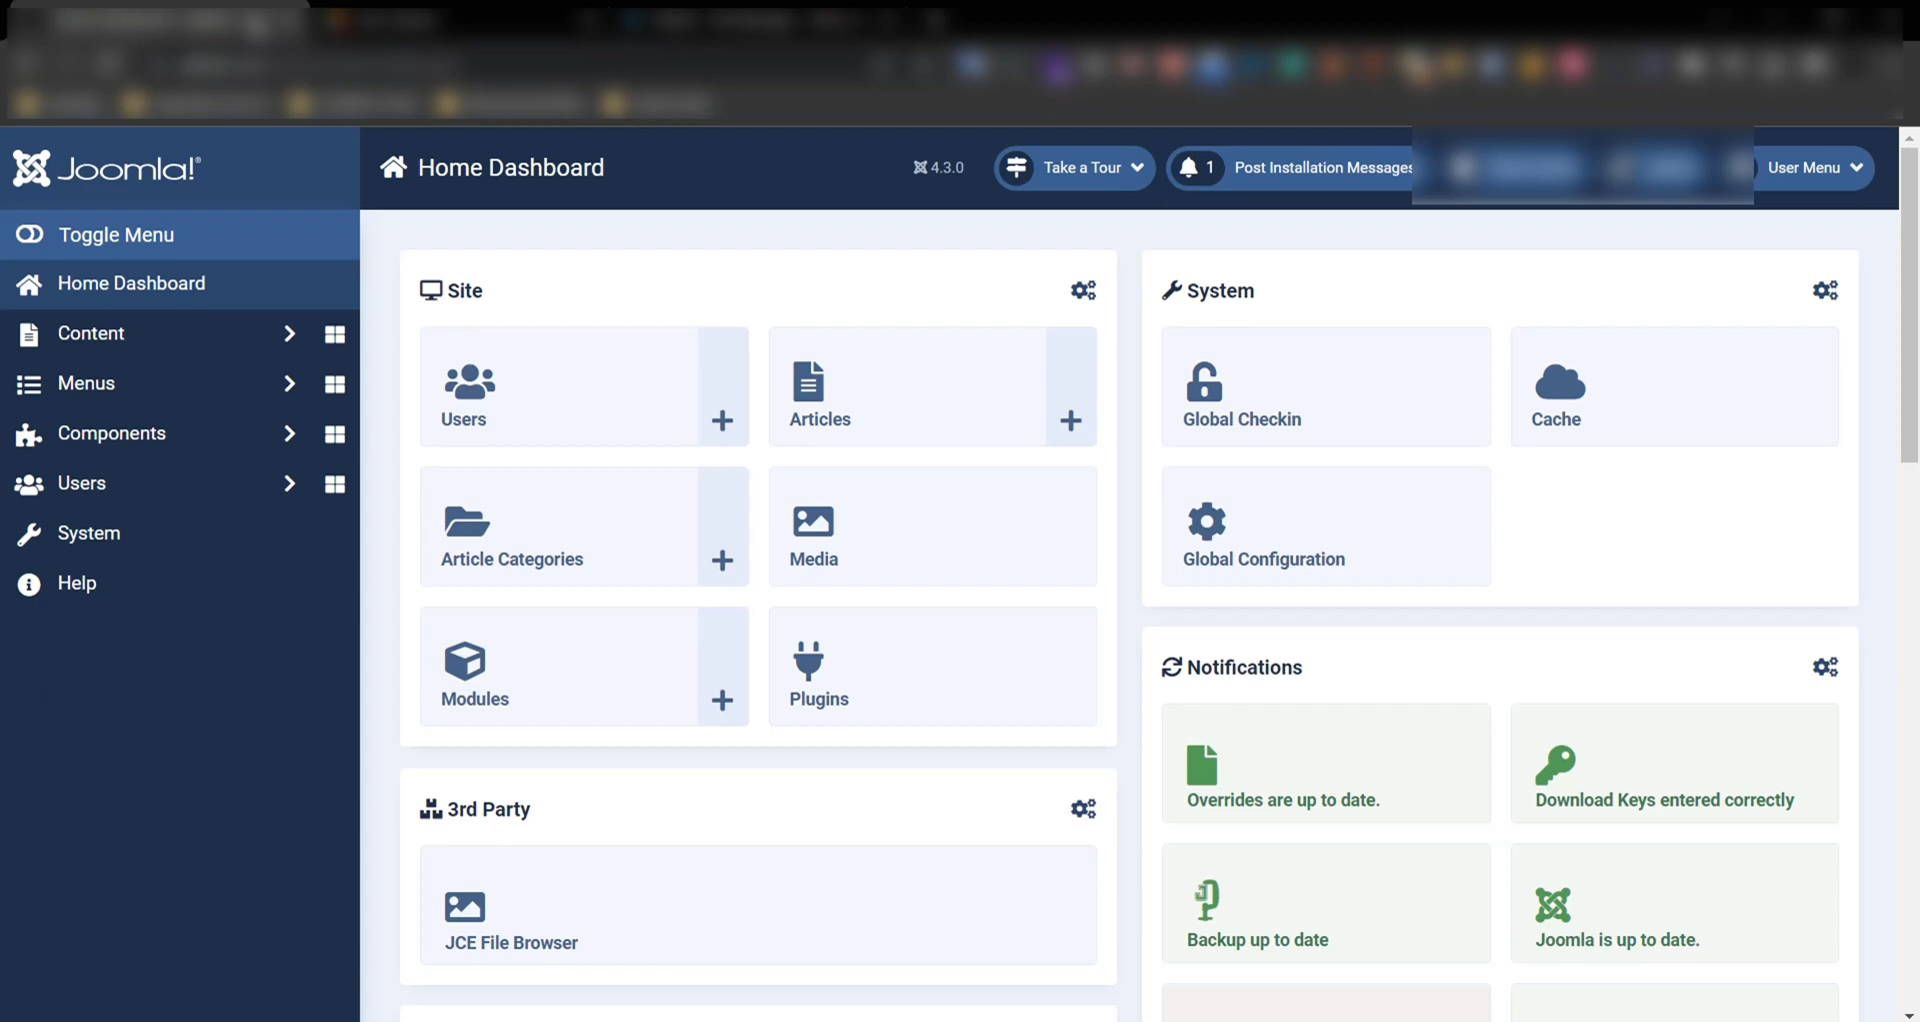 Joomla!®
Home Dashboard
4.3.0
Take a Tour
1
Post Installation Messages
User Menu
Toggle Menu
Home Dashboard
Content
Menus
Components
Users
System
Help
Site
Users
Articles
Article Categories
Media
Modules
Plugins
3rd Party
JCE File Browser
System
Global Checkin
Cache
Global Configuration
Notifications
Overrides are up to date.
Download Keys entered correctly
Backup up to date
Joomla is up to date.